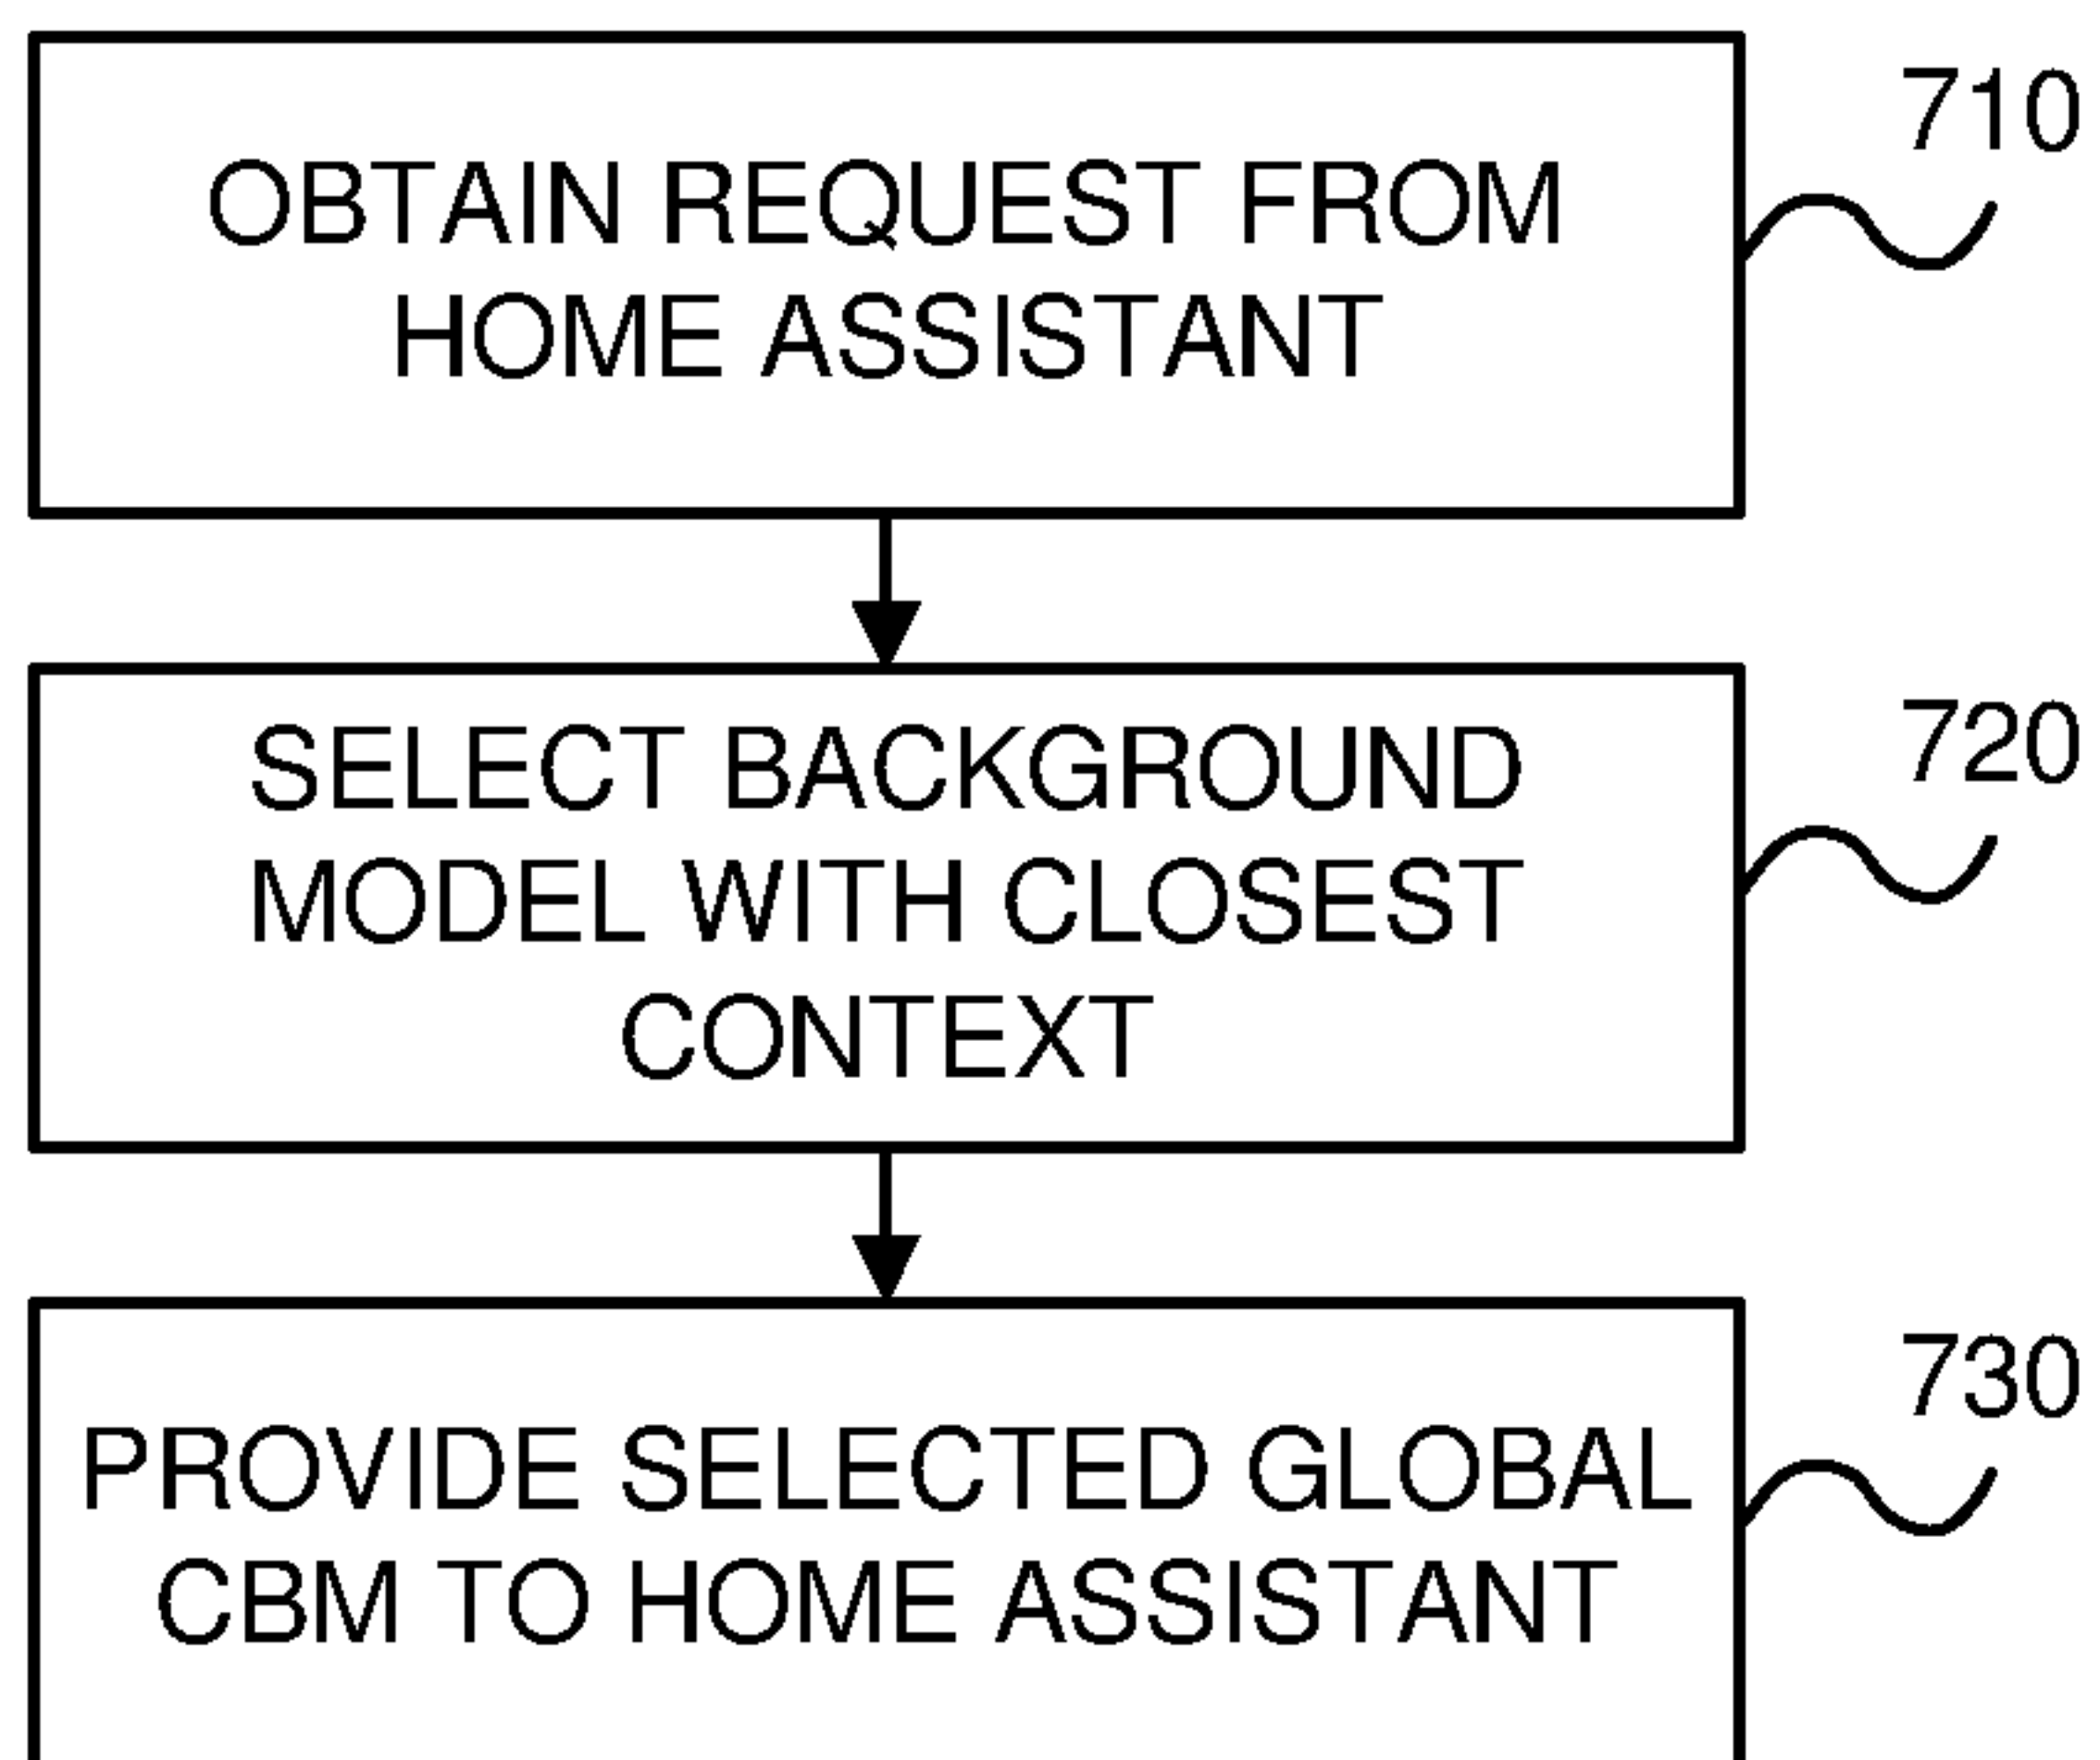 710
OBTAIN REQUEST FROM
HOME ASSISTANT
720
SELECT BACKGROUND
MODEL WITH CLOSEST
CONTEXT
730
PROVIDE SELECTED GLOBAL
CBM TO HOME ASSISTANT